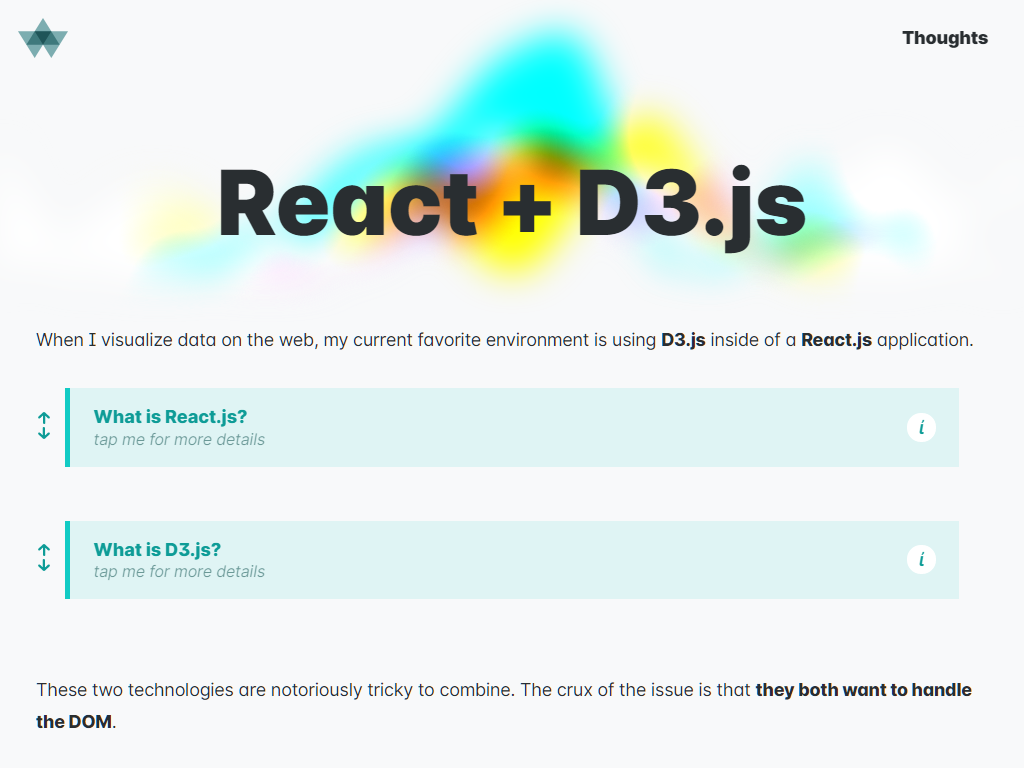 Thoughts
React + D3.js
When I visualize data on the web, my current favorite environment is using D3.js inside of a React.js application.
What is React.js?
tap me for more details
i
What is D3.js?
tap me for more details
i
These two technologies are notoriously tricky to combine. The crux of the issue is that they both want to handle
the DOM.